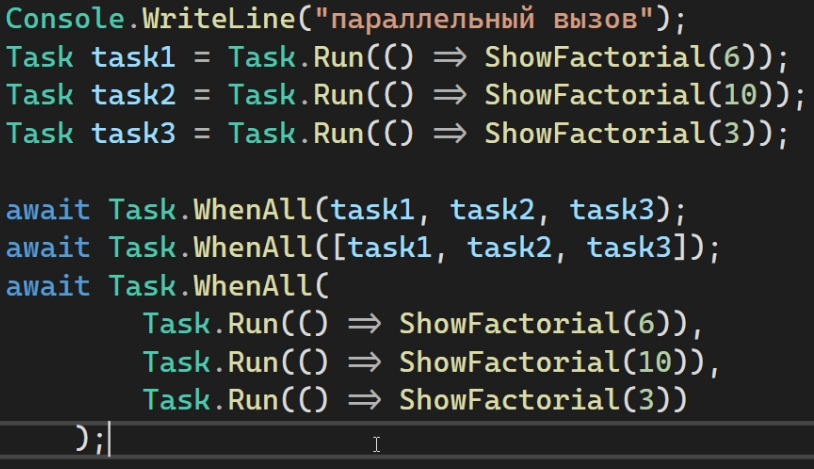 Console.WriteLine("параллельный вызов");
Task task1 = Task.Run(() => ShowFactorial(6));
Task task2 = Task.Run(() => ShowFactorial(10));
Task task3 = Task.Run(() => ShowFactorial(3));

await Task.WhenAll(task1, task2, task3);
await Task.WhenAll([task1, task2, task3]);
await Task.WhenAll(
        Task.Run(() => ShowFactorial(6)),
        Task.Run(() => ShowFactorial(10)),
        Task.Run(() => ShowFactorial(3))
    );